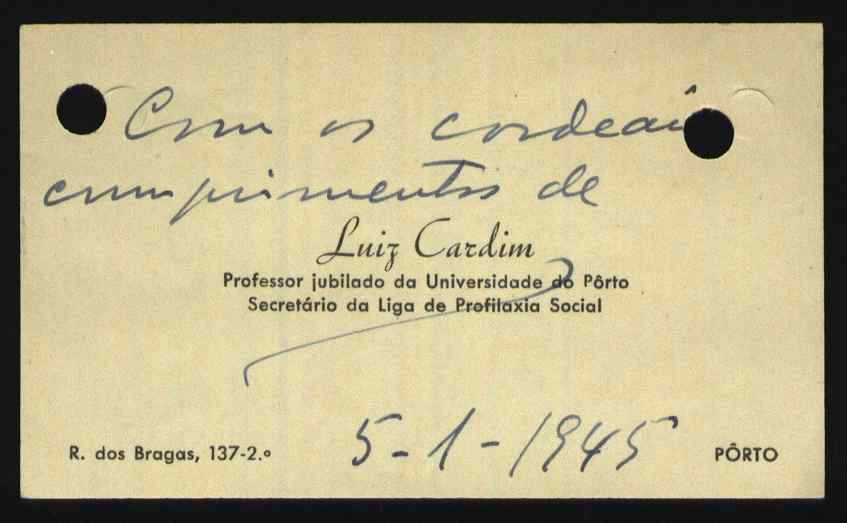 Com os cordeais
cumprimentos de
Luiz Cardim
Professor jubilado da Universidade do Pôrto
Secretário da Liga de Profilaxia Social
5-1-1945
R. dos Bragas, 137-2.º PÔRTO